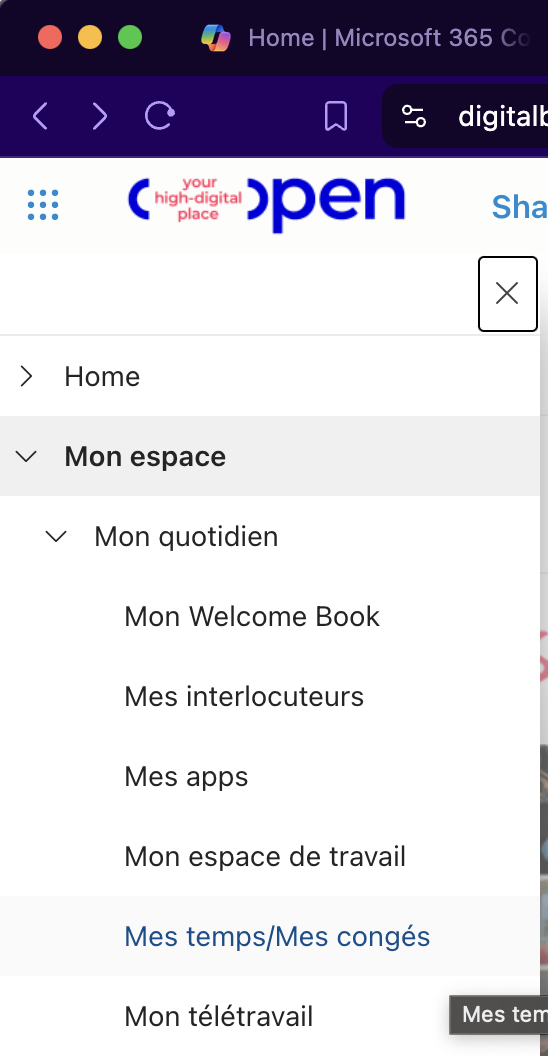 Home | Microsoft 365 Co
digitalb
your
high-digital
place
open
Sha
Home
Mon espace
Mon quotidien
Mon Welcome Book
Mes interlocuteurs
Mes apps
Mon espace de travail
Mes temps/Mes congés
Mon télétravail
Mes tem